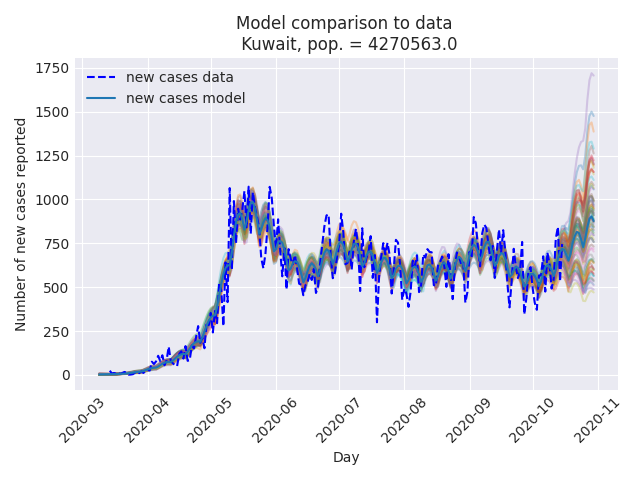 Model comparison to data
Kuwait, pop. = 4270563.0
new cases data
new cases model
Number of new cases reported
1750
1500
1250
1000
750
500
250
0
2020-03
2020-04
2020-05
2020-06
2020-07
2020-08
2020-09
2020-10
2020-11
Day